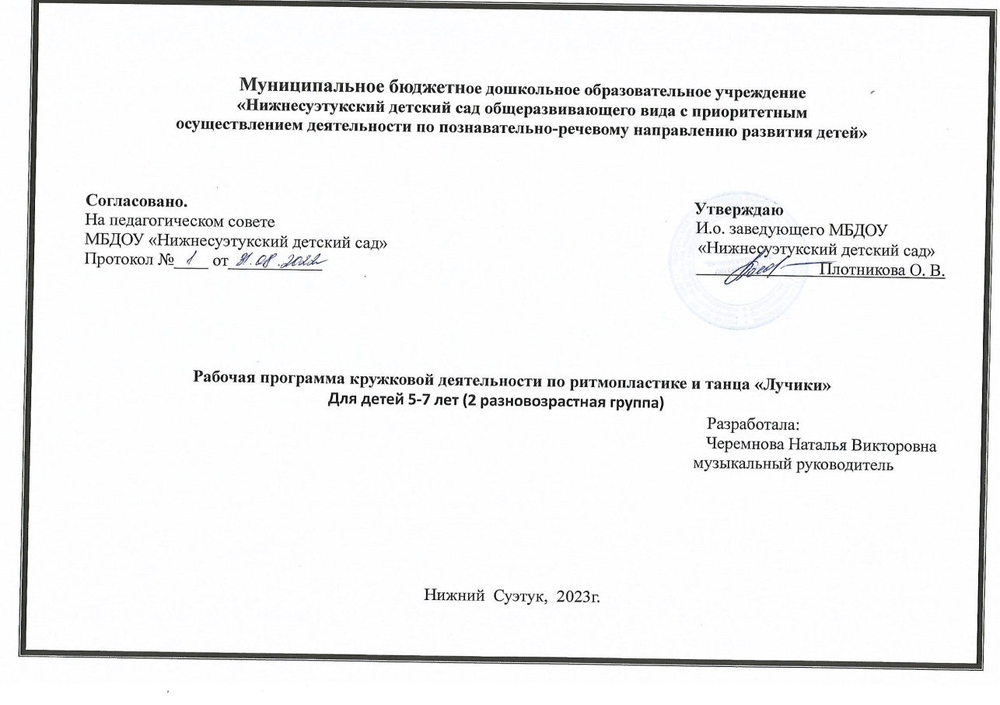 Муниципальное бюджетное дошкольное образовательное учреждение
«Нижнесуэтукский детский сад общеразвивающего вида с приоритетным
осуществлением деятельности по познавательно-речевому направлению развития детей»
Согласовано.
На педагогическом совете
МБДОУ «Нижнесуэтукский детский сад»
Протокол № 1 от 31.08.2022
Утверждаю
И.о. заведующего МБДОУ
«Нижнесуэтукский детский сад»
Плотникова О. В.
Рабочая программа кружковой деятельности по ритмопластике и танца «Лучики»
Для детей 5-7 лет (2 разновозрастная группа)
Разработала:
Черемнова Наталья Викторовна
музыкальный руководитель
Нижний Суэтук, 2023г.